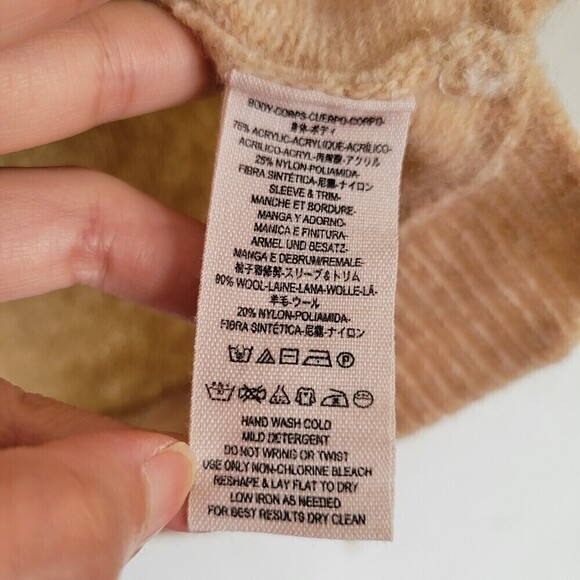 BODY-CORPS-CUERPO-CORPO-
身体-ボディ
75% ACRYLIC-ACRYLIQUE-ACRÍLICO-
ACRILICO-ACRYL-丙烯酸-アクリル
25% NYLON-POLIAMIDA-
FIBRA SINTÉTICA-尼龍-ナイロン
SLEEVE & TRIM-
MANCHE ET BORDURE-
MANGA Y ADORNO-
MANICA E FINITURA-
ÄRMEL UND BESATZ-
MANGA E DEBRUM/REMALE-
袖子器修剪-スリーブ&トリム
80% WOOL-LAINE-LANA-WOLLE-LÃ-
羊毛-ウール
20% NYLON-POLIAMIDA-
FIBRA SINTÉTICA-尼龍-ナイロン
HAND WASH COLD
MILD DETERGENT
DO NOT WRING OR TWIST
USE ONLY NON-CHLORINE BLEACH
RESHAPE & LAY FLAT TO DRY
LOW IRON AS NEEDED
FOR BEST RESULTS DRY CLEAN